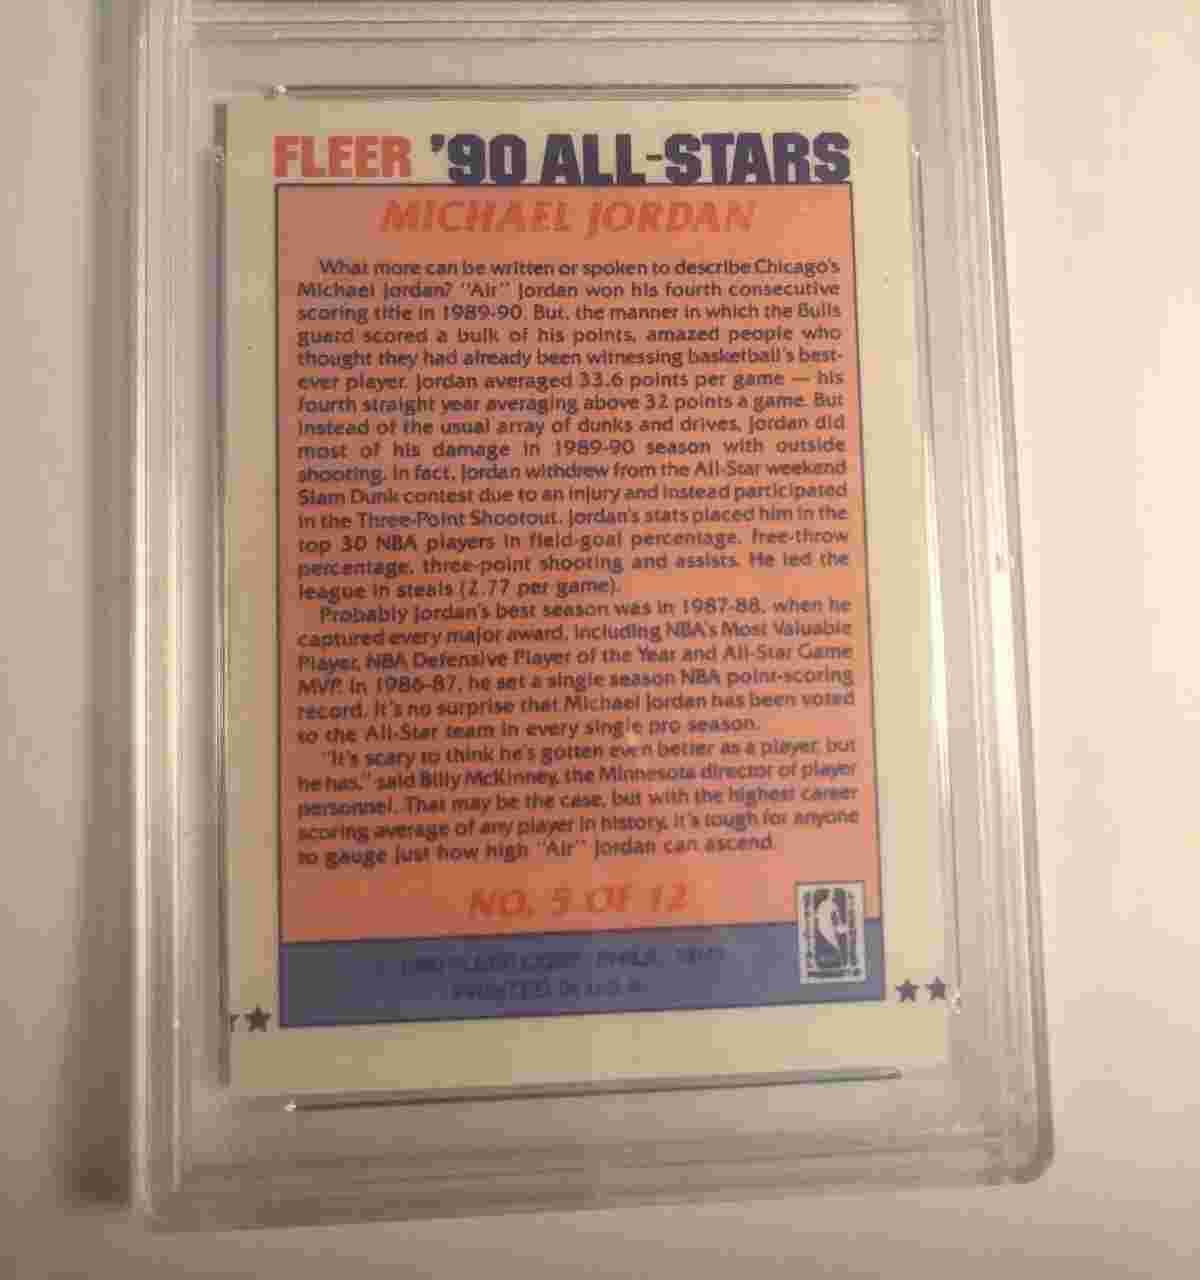 FLEER '90 ALL-STARS
MICHAEL JORDAN
What more can be written or spoken to describe Chicago's
Michael Jordan? "Air" Jordan won his fourth consecutive
scoring title in 1989-90. But, the manner in which the Bulls
guard scored a bulk of his points, amazed people who
thought they had already been witnessing basketball's best-
ever player. Jordan averaged 33.6 points per game — his
fourth straight year averaging above 32 points a game. But
instead of the usual array of dunks and drives, Jordan did
most of his damage in 1989-90 season with outside
shooting. In fact, Jordan withdrew from the All-Star weekend
Slam Dunk contest due to an injury and instead participated
in the Three-Point Shootout. Jordan's stats placed him in the
top 30 NBA players in field-goal percentage, free-throw
percentage, three-point shooting and assists. He led the
league in steals (2.77 per game).
Probably Jordan's best season was in 1987-88, when he
captured every major award, including NBA's Most Valuable
Player, NBA Defensive Player of the Year and All-Star Game
MVP. In 1986-87, he set a single season NBA point-scoring
record. It's no surprise that Michael Jordan has been voted
to the All-Star team in every single pro season.
"It's scary to think he's gotten even better as a player, but
he has," said Billy McKinney, the Minnesota director of player
personnel. That may be the case, but with the highest career
scoring average of any player in history, it's tough for anyone
to gauge just how high "Air" Jordan can ascend.
NO. 5 OF 12
FLEER CORP. PHILA.
PRINTED IN U.S.A.